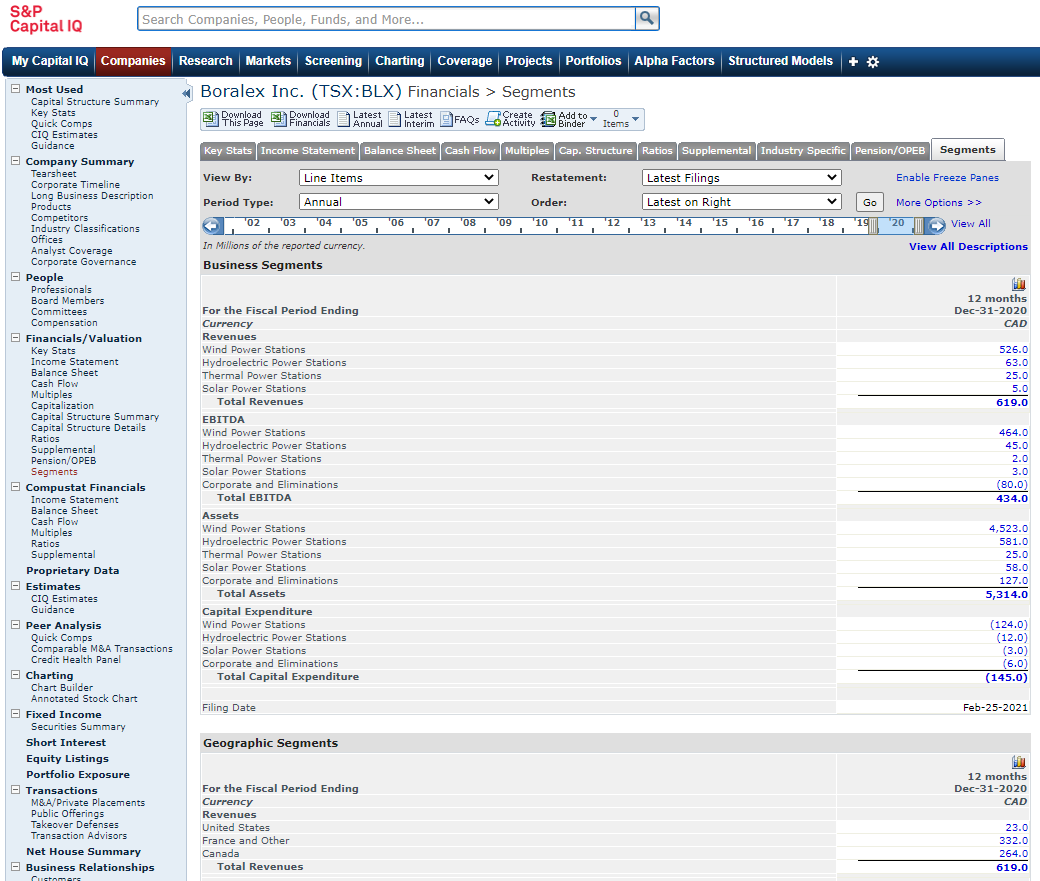 S&P
Capital IQ
Search Companies, People, Funds, and More...
My Capital IQ Companies Research Markets Screening Charting Coverage Projects Portfolios Alpha Factors Structured Models +
Most Used
Capital Structure Summary
Key Stats
Quick Comps
CIQ Estimates
Guidance
Company Summary
Tearsheet
Corporate Timeline
Long Business Description
Products
Competitors
Industry Classifications
Offices
Analyst Coverage
Corporate Governance
People
Professionals
Board Members
Committees
Compensation
Financials/Valuation
Key Stats
Income Statement
Balance Sheet
Cash Flow
Multiples
Capitalization
Capital Structure Summary
Capital Structure Details
Ratios
Supplemental
Pension/OPEB
Segments
Compustat Financials
Income Statement
Balance Sheet
Cash Flow
Multiples
Ratios
Supplemental
Proprietary Data
Estimates
CIQ Estimates
Guidance
Peer Analysis
Quick Comps
Comparable M&A Transactions
Credit Health Panel
Charting
Chart Builder
Annotated Stock Chart
Fixed Income
Securities Summary
Short Interest
Equity Listings
Portfolio Exposure
Transactions
M&A/Private Placements
Public Offerings
Takeover Defenses
Transaction Advisors
Net House Summary
Business Relationships
Customers
Boralex Inc. (TSX:BLX) Financials > Segments
Download This Page Download Financials Latest Annual Latest Interim FAQs Create Activity Add to Binder 0 Items
Key Stats Income Statement Balance Sheet Cash Flow Multiples Cap. Structure Ratios Supplemental Industry Specific Pension/OPEB Segments
View By: Line Items Restatement: Latest Filings Enable Freeze Panes
Period Type: Annual Order: Latest on Right Go More Options >>
'02 '03 '04 '05 '06 '07 '08 '09 '10 '11 '12 '13 '14 '15 '16 '17 '18 '19 '20 View All
In Millions of the reported currency. View All Descriptions
Business Segments
12 months
For the Fiscal Period Ending Dec-31-2020
Currency CAD
Revenues
Wind Power Stations 526.0
Hydroelectric Power Stations 63.0
Thermal Power Stations 25.0
Solar Power Stations 5.0
Total Revenues 619.0
EBITDA
Wind Power Stations 464.0
Hydroelectric Power Stations 45.0
Thermal Power Stations 2.0
Solar Power Stations 3.0
Corporate and Eliminations (80.0)
Total EBITDA 434.0
Assets
Wind Power Stations 4,523.0
Hydroelectric Power Stations 581.0
Thermal Power Stations 25.0
Solar Power Stations 58.0
Corporate and Eliminations 127.0
Total Assets 5,314.0
Capital Expenditure
Wind Power Stations (124.0)
Hydroelectric Power Stations (12.0)
Solar Power Stations (3.0)
Corporate and Eliminations (6.0)
Total Capital Expenditure (145.0)
Filing Date Feb-25-2021
Geographic Segments
12 months
For the Fiscal Period Ending Dec-31-2020
Currency CAD
Revenues
United States 23.0
France and Other 332.0
Canada 264.0
Total Revenues 619.0